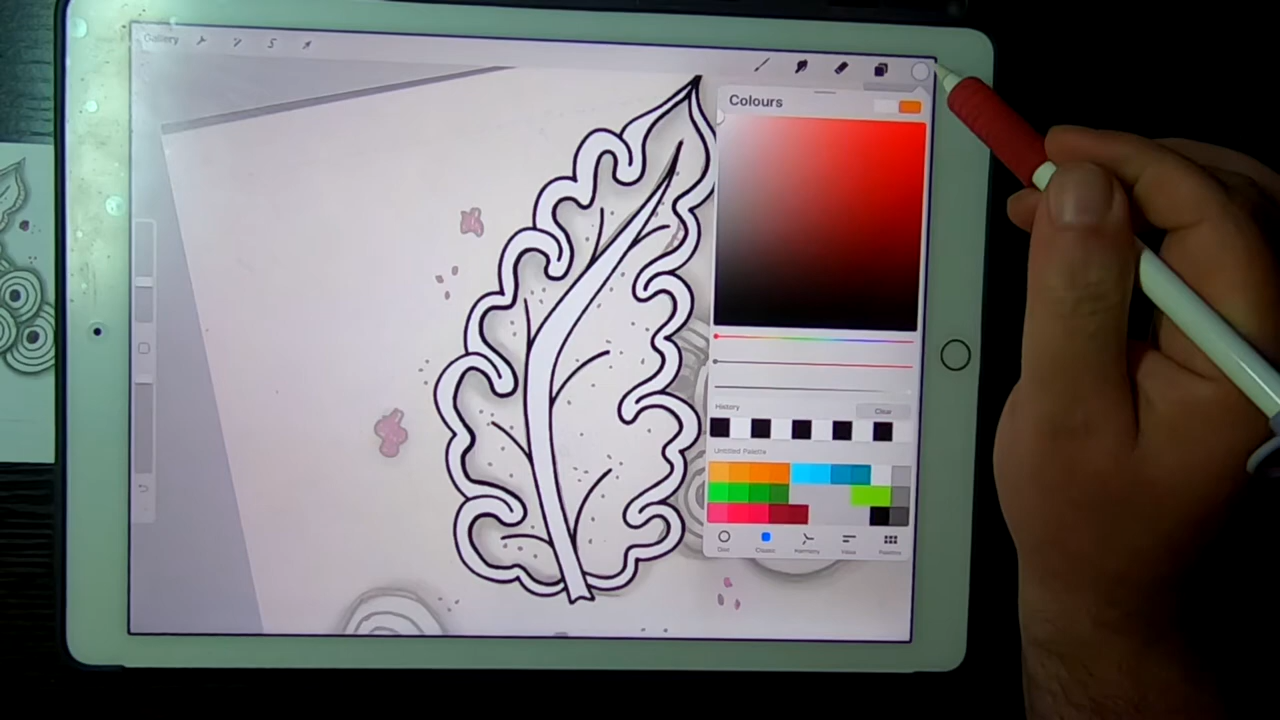 Gallery
Colours
History
Clear
Untitled Palette
Disc
Classic
Harmony
Value
Palettes